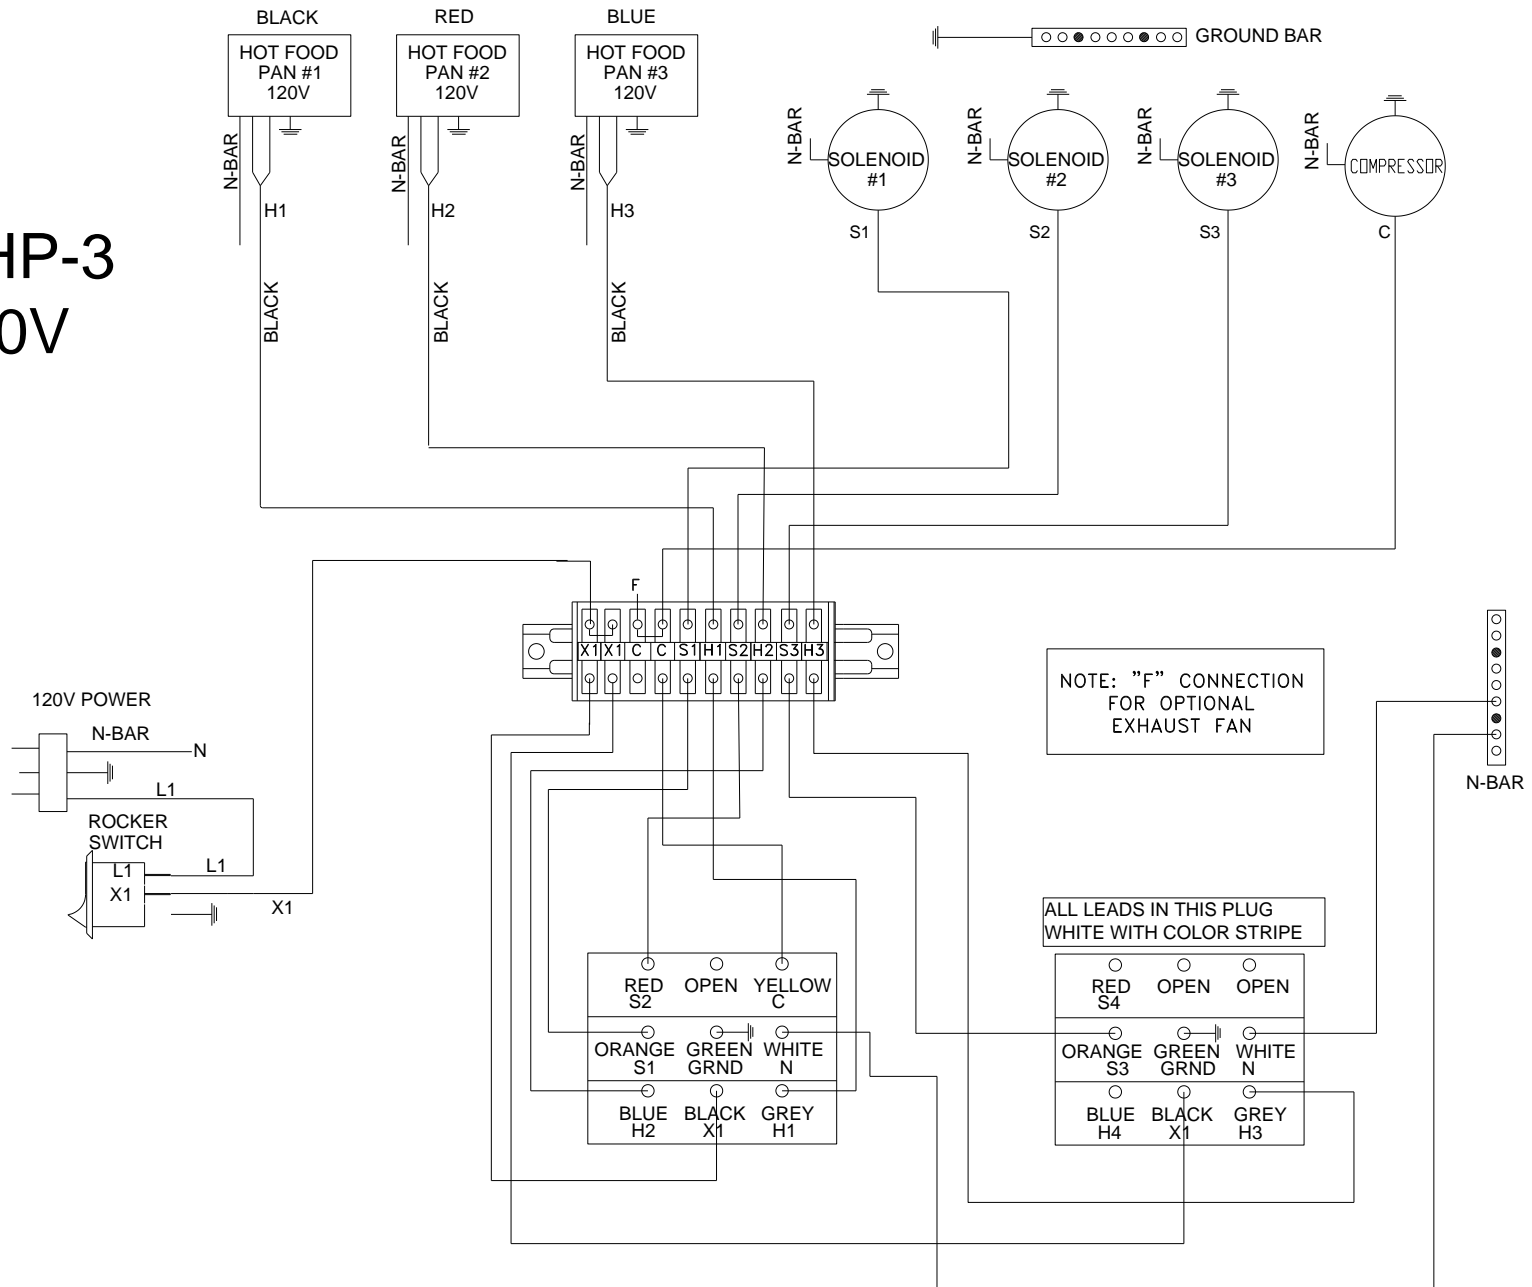 BLACK
RED
BLUE
HOT FOOD
PAN #1
120V
HOT FOOD
PAN #2
120V
HOT FOOD
PAN #3
120V
GROUND BAR
N-BAR
N-BAR
N-BAR
N-BAR
N-BAR
N-BAR
N-BAR
SOLENOID
#1
SOLENOID
#2
SOLENOID
#3
COMPRESSOR
H1
H2
H3
S1
S2
S3
C
HP-3
0V
BLACK
BLACK
BLACK
F
X1 X1 C C S1 H1 S2 H2 S3 H3
NOTE: "F" CONNECTION
FOR OPTIONAL
EXHAUST FAN
120V POWER
N-BAR
N
L1
ROCKER
SWITCH
L1
L1
X1
X1
N-BAR
ALL LEADS IN THIS PLUG
WHITE WITH COLOR STRIPE
RED
S2
OPEN
YELLOW
C
ORANGE
S1
GREEN
GRND
WHITE
N
BLUE
H2
BLACK
X1
GREY
H1
RED
S4
OPEN
OPEN
ORANGE
S3
GREEN
GRND
WHITE
N
BLUE
H4
BLACK
X1
GREY
H3